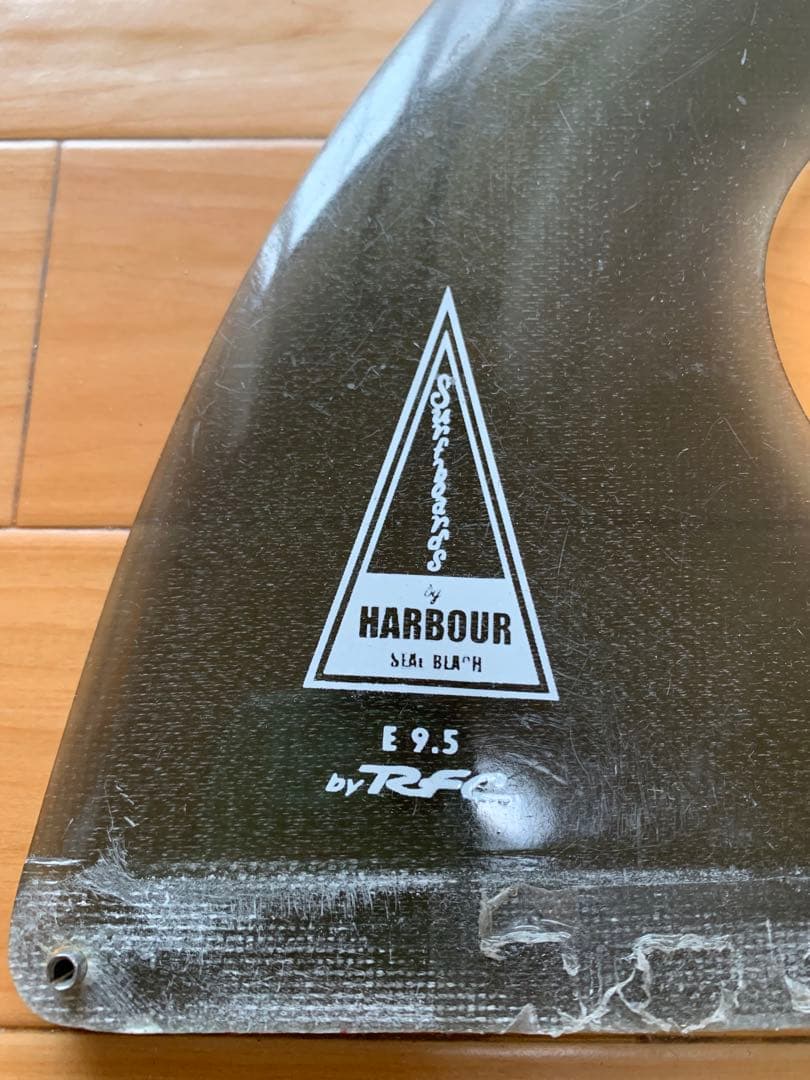 Surfboards
by
HARBOUR
SEAL BEACH
E 9.5
by RFC